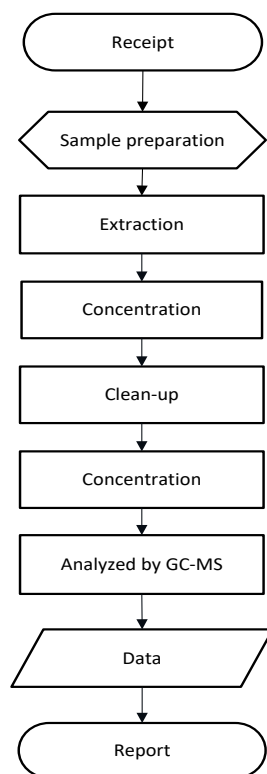 Receipt
Sample preparation
Extraction
Concentration
Clean-up
Concentration
Analyzed by GC-MS
Data
Report